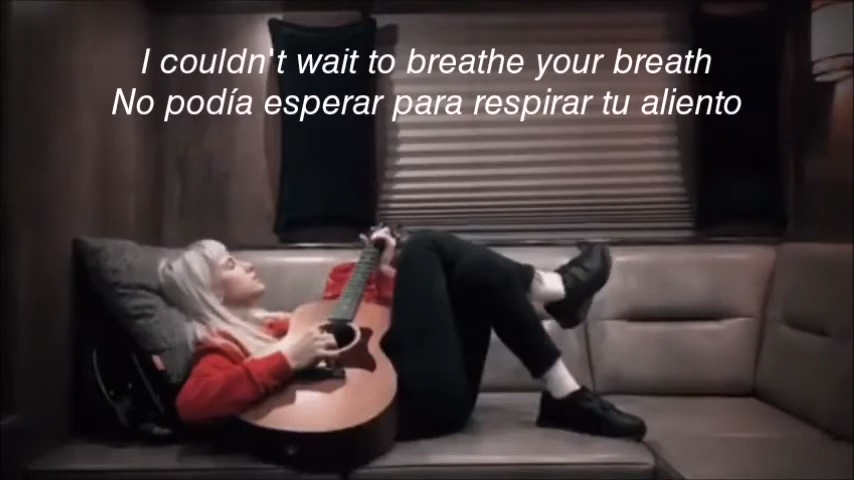 I couldn't wait to breathe your breath
No podía esperar para respirar tu aliento